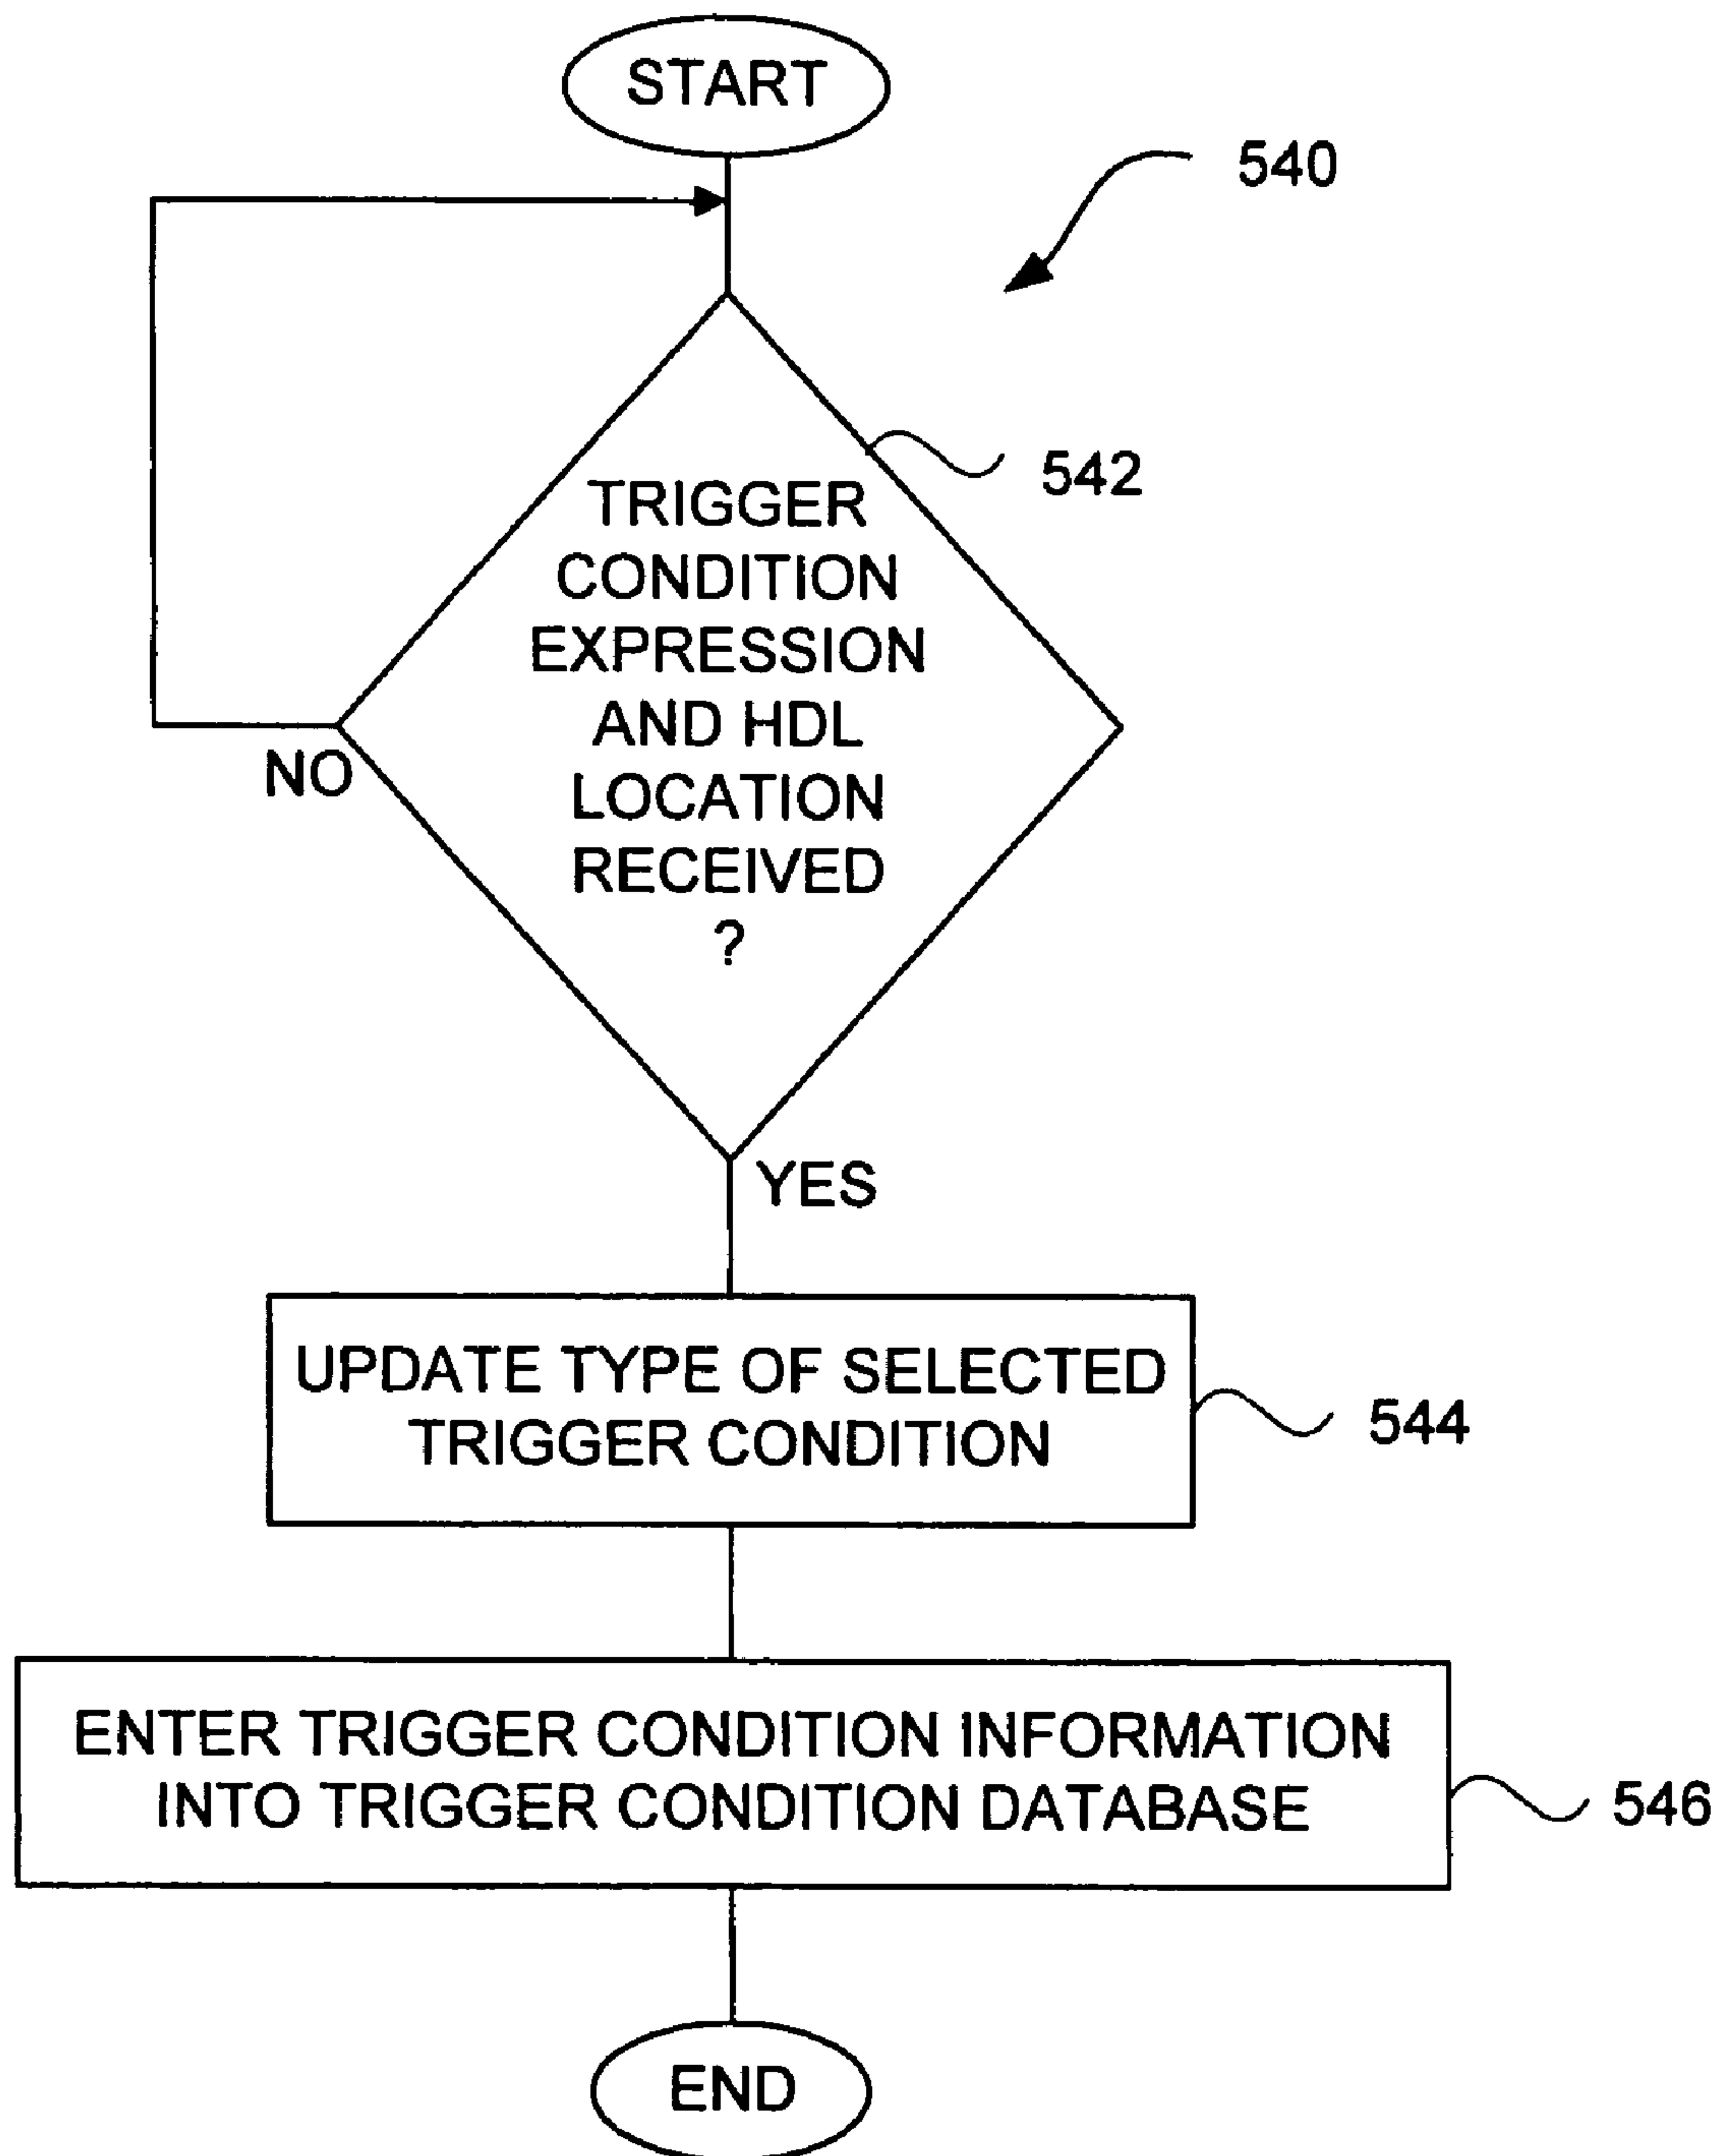 START
540
542
TRIGGER
CONDITION
EXPRESSION
AND HDL
LOCATION
RECEIVED
?
NO
YES
UPDATE TYPE OF SELECTED
TRIGGER CONDITION
544
ENTER TRIGGER CONDITION INFORMATION
INTO TRIGGER CONDITION DATABASE
546
END